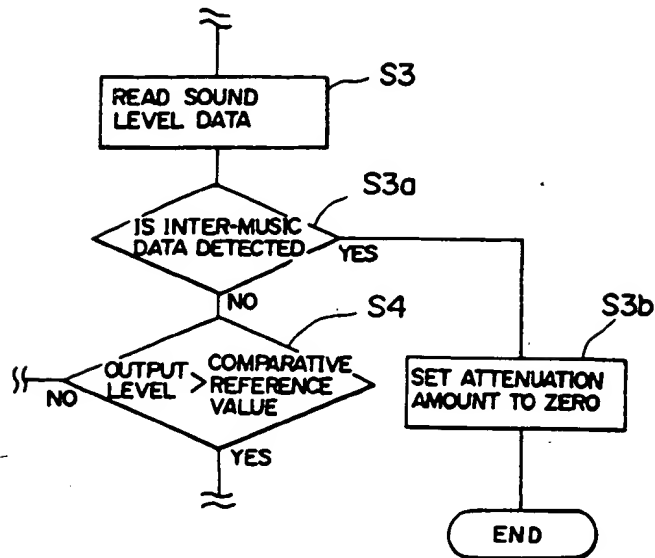 S3
READ SOUND
LEVEL DATA
S3a
IS INTER-MUSIC
DATA DETECTED
YES
NO
S4
S3b
OUTPUT
LEVEL
>
COMPARATIVE
REFERENCE
VALUE
NO
YES
SET ATTENUATION
AMOUNT TO ZERO
END